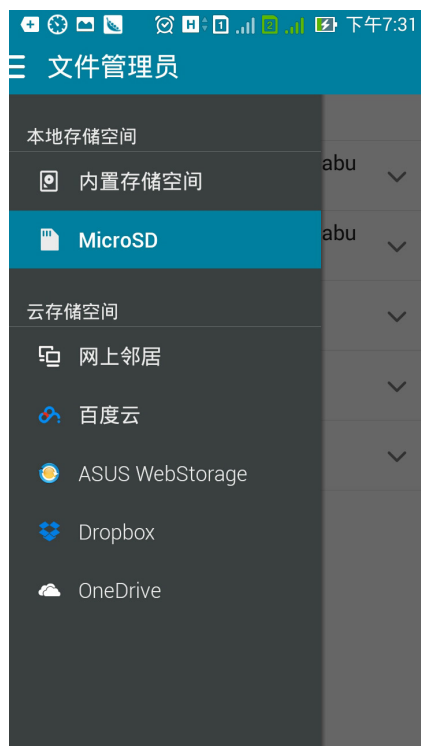 H 1 2 下午7:31
文件管理员
本地存储空间
内置存储空间
abu
MicroSD
abu
云存储空间
网上邻居
百度云
ASUS WebStorage
Dropbox
OneDrive